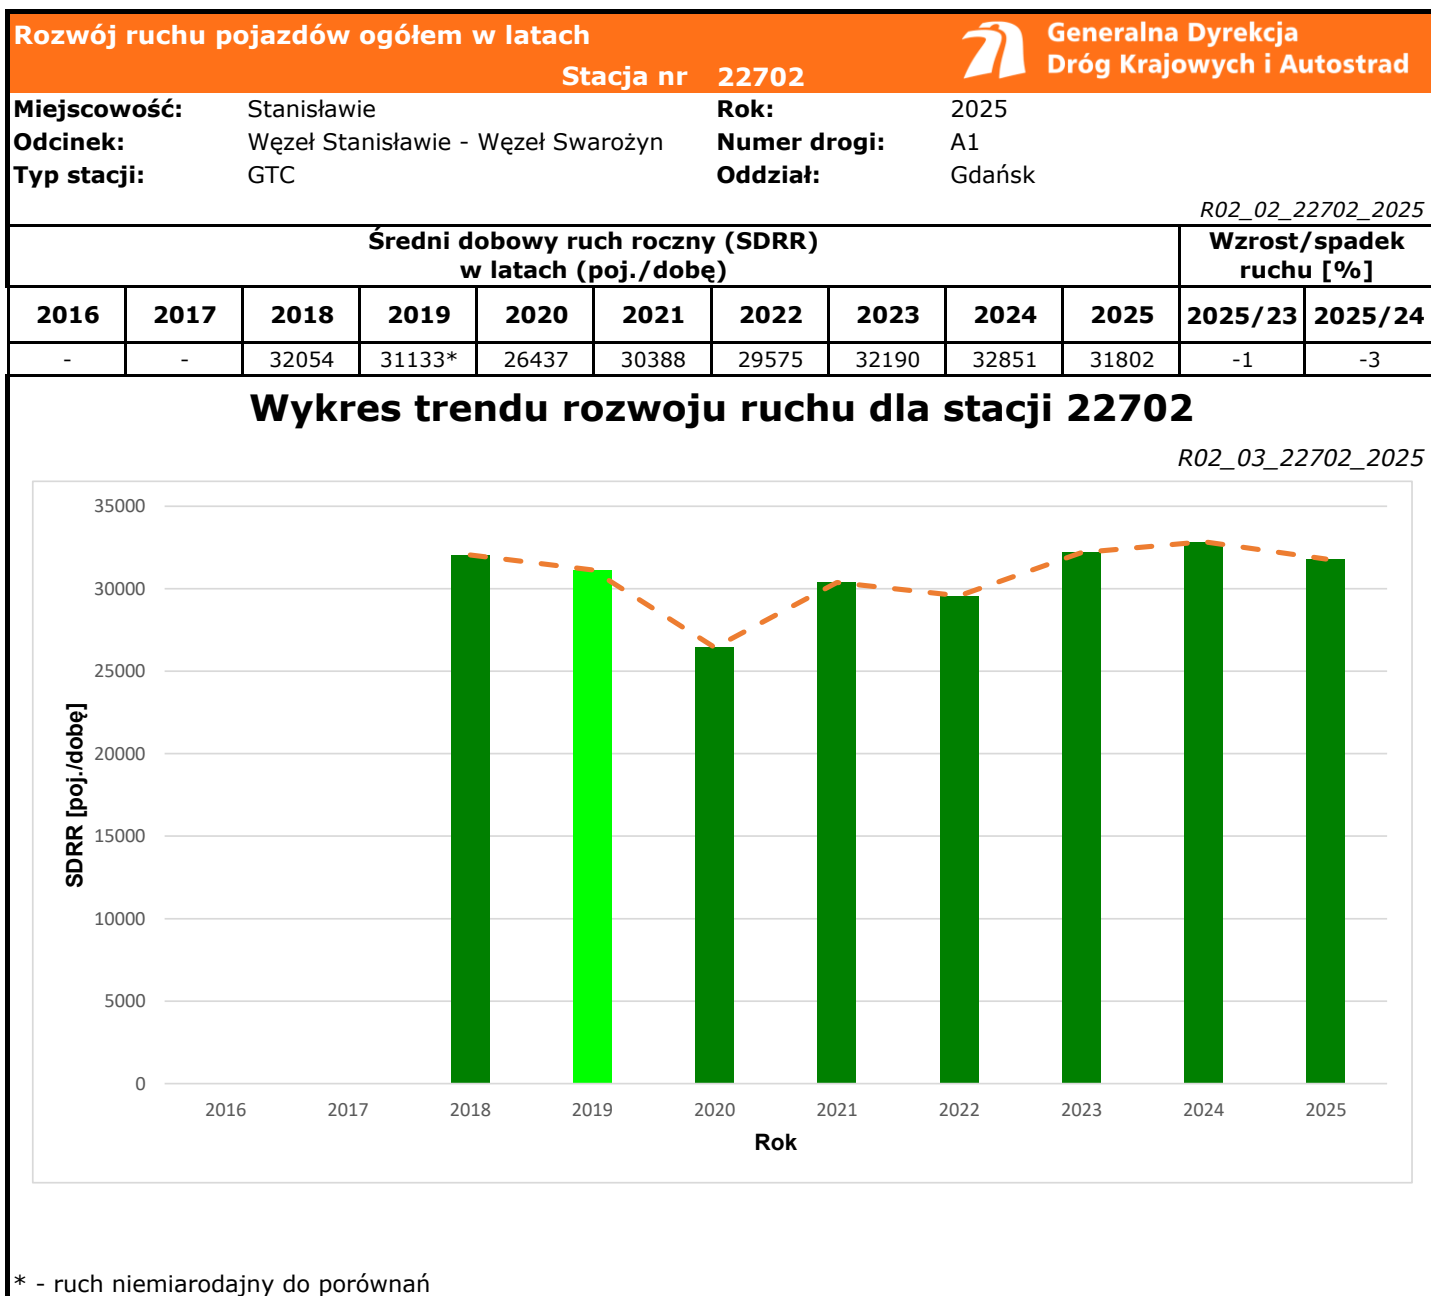 Rozwój ruchu pojazdów ogółem w latach
Generalna Dyrekcja
Dróg Krajowych i Autostrad
Stacja nr 22702
Miejscowość: Stanisławie Rok: 2025
Odcinek: Węzeł Stanisławie - Węzeł Swarożyn Numer drogi: A1
Typ stacji: GTC Oddział: Gdańsk
R02_02_22702_2025
Średni dobowy ruch roczny (SDRR)
w latach (poj./dobę)
Wzrost/spadek
ruchu [%]
2016 2017 2018 2019 2020 2021 2022 2023 2024 2025 2025/23 2025/24
- - 32054 31133* 26437 30388 29575 32190 32851 31802 -1 -3
Wykres trendu rozwoju ruchu dla stacji 22702
R02_03_22702_2025
35000
30000
25000
20000
15000
10000
5000
0
SDRR [poj./dobę]
2016 2017 2018 2019 2020 2021 2022 2023 2024 2025
Rok
* - ruch niemiarodajny do porównań